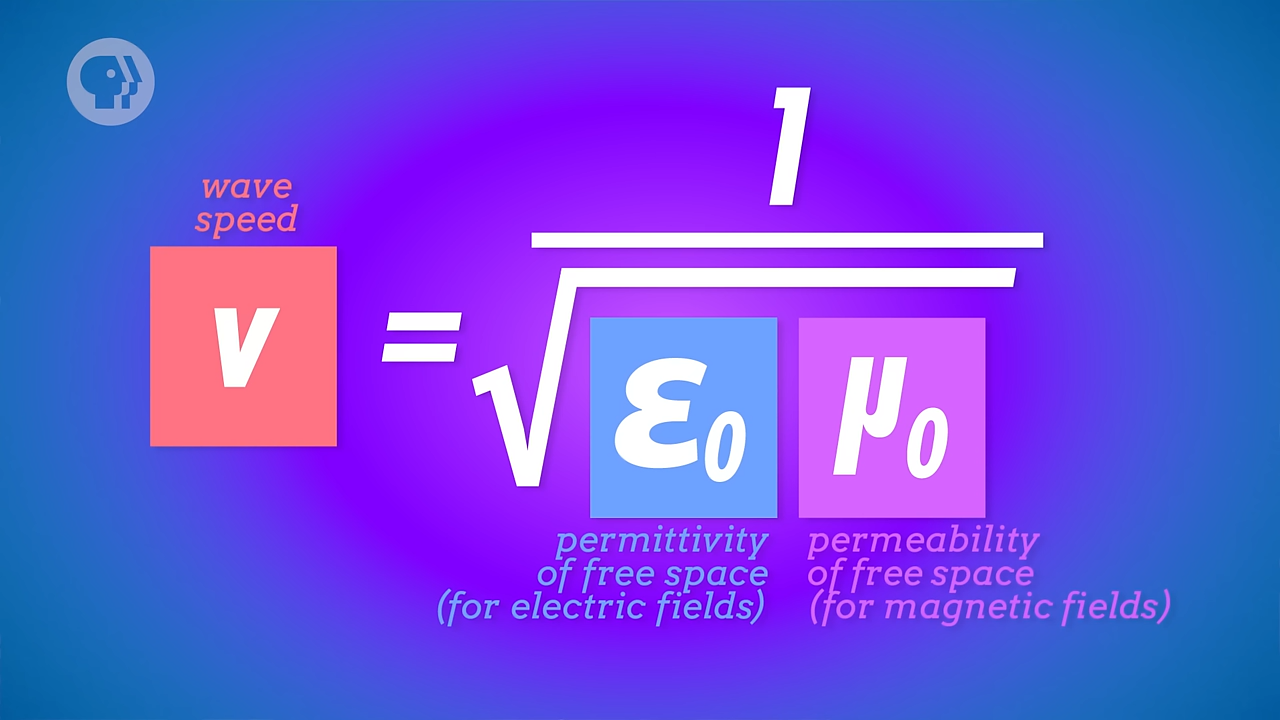 wave
speed
v = 1
√ε₀ μ₀
permittivity
of free space
(for electric fields)
permeability
of free space
(for magnetic fields)